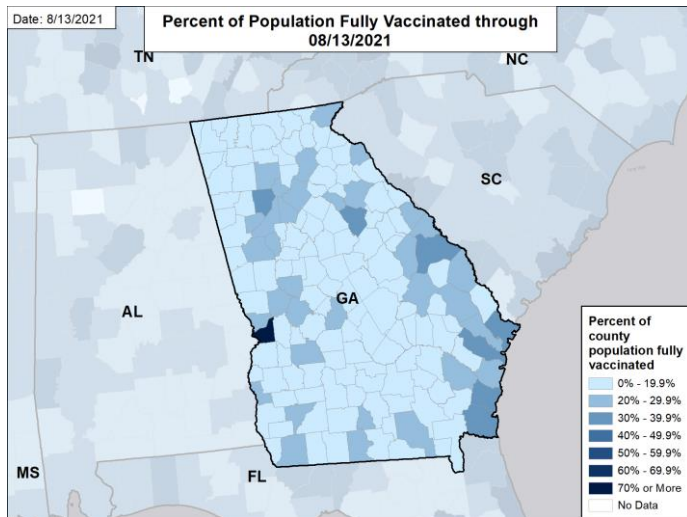 Date: 8/13/2021
Percent of Population Fully Vaccinated through
08/13/2021
TN
NC
SC
AL
GA
MS
FL
Percent of
county
population fully
vaccinated
0% - 19.9%
20% - 29.9%
30% - 39.9%
40% - 49.9%
50% - 59.9%
60% - 69.9%
70% or More
No Data